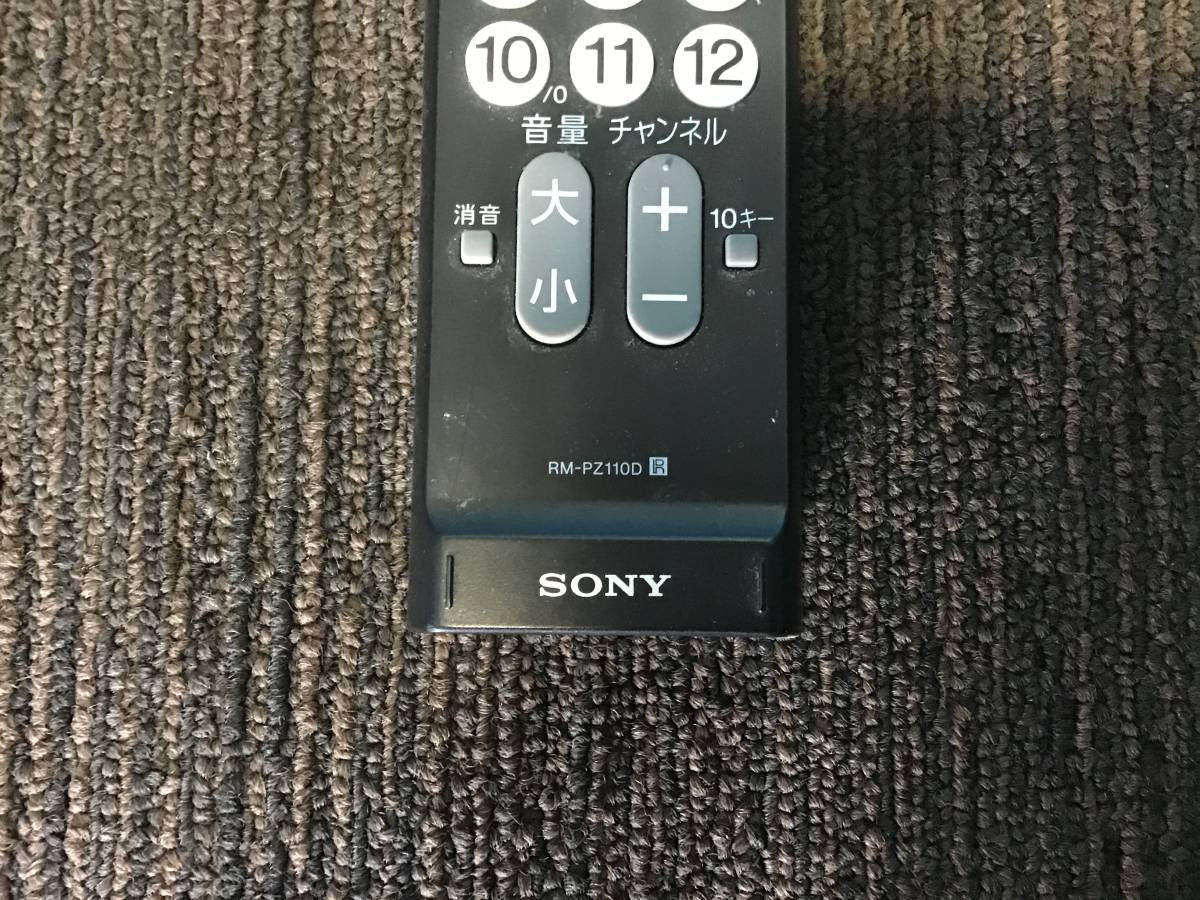 10 11 12
/0
音量 チャンネル
消音 大 + 10キー
小 −
RM-PZ110D R
SONY